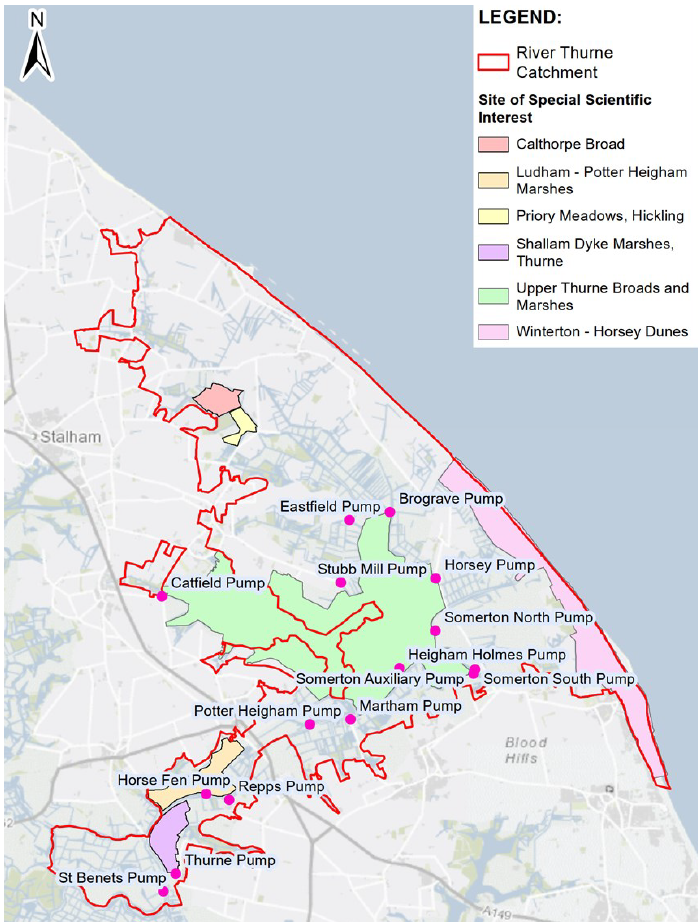 N
LEGEND:
River Thurne
Catchment
Site of Special Scientific
Interest
Calthorpe Broad
Ludham - Potter Heigham
Marshes
Priory Meadows, Hickling
Shallam Dyke Marshes,
Thurne
Upper Thurne Broads and
Marshes
Winterton - Horsey Dunes
Stalham
Eastfield Pump
Brograve Pump
Stubb Mill Pump
Horsey Pump
Catfield Pump
Somerton North Pump
Heigham Holmes Pump
Somerton Auxiliary Pump
Somerton South Pump
Potter Heigham Pump
Martham Pump
Blood
Hills
Horse Fen Pump
Repps Pump
Thurne Pump
St Benets Pump
A149